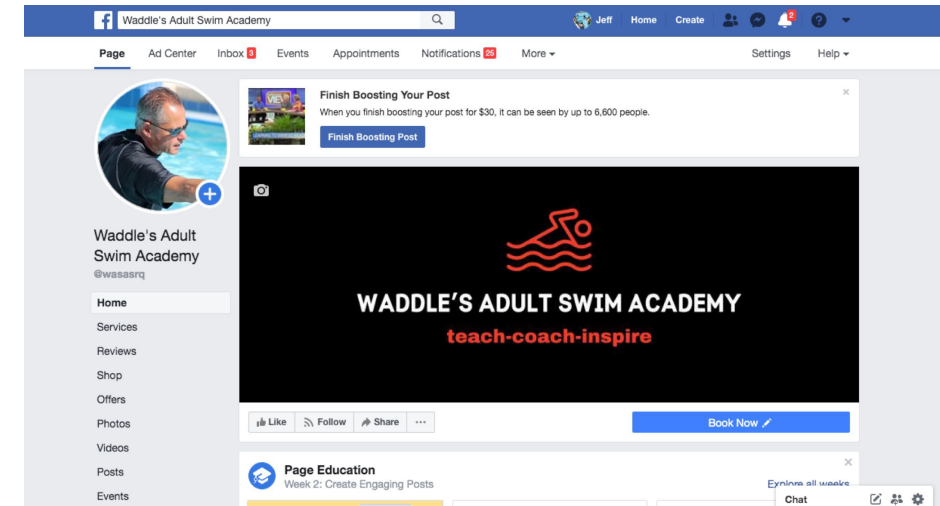 Waddle's Adult Swim Academy
Jeff Home Create 2
Page Ad Center Inbox 3 Events Appointments Notifications 25 More Settings Help
Finish Boosting Your Post
When you finish boosting your post for $30, it can be seen by up to 6,600 people.
Finish Boosting Post
VIEW
Waddle's Adult
Swim Academy
@wasasrq
WADDLE'S ADULT SWIM ACADEMY
teach-coach-inspire
Home
Services
Reviews
Shop
Offers
Photos
Videos
Posts
Events
Like Follow Share ...
Book Now
Page Education
Week 2: Create Engaging Posts
Explore all weeks
Chat